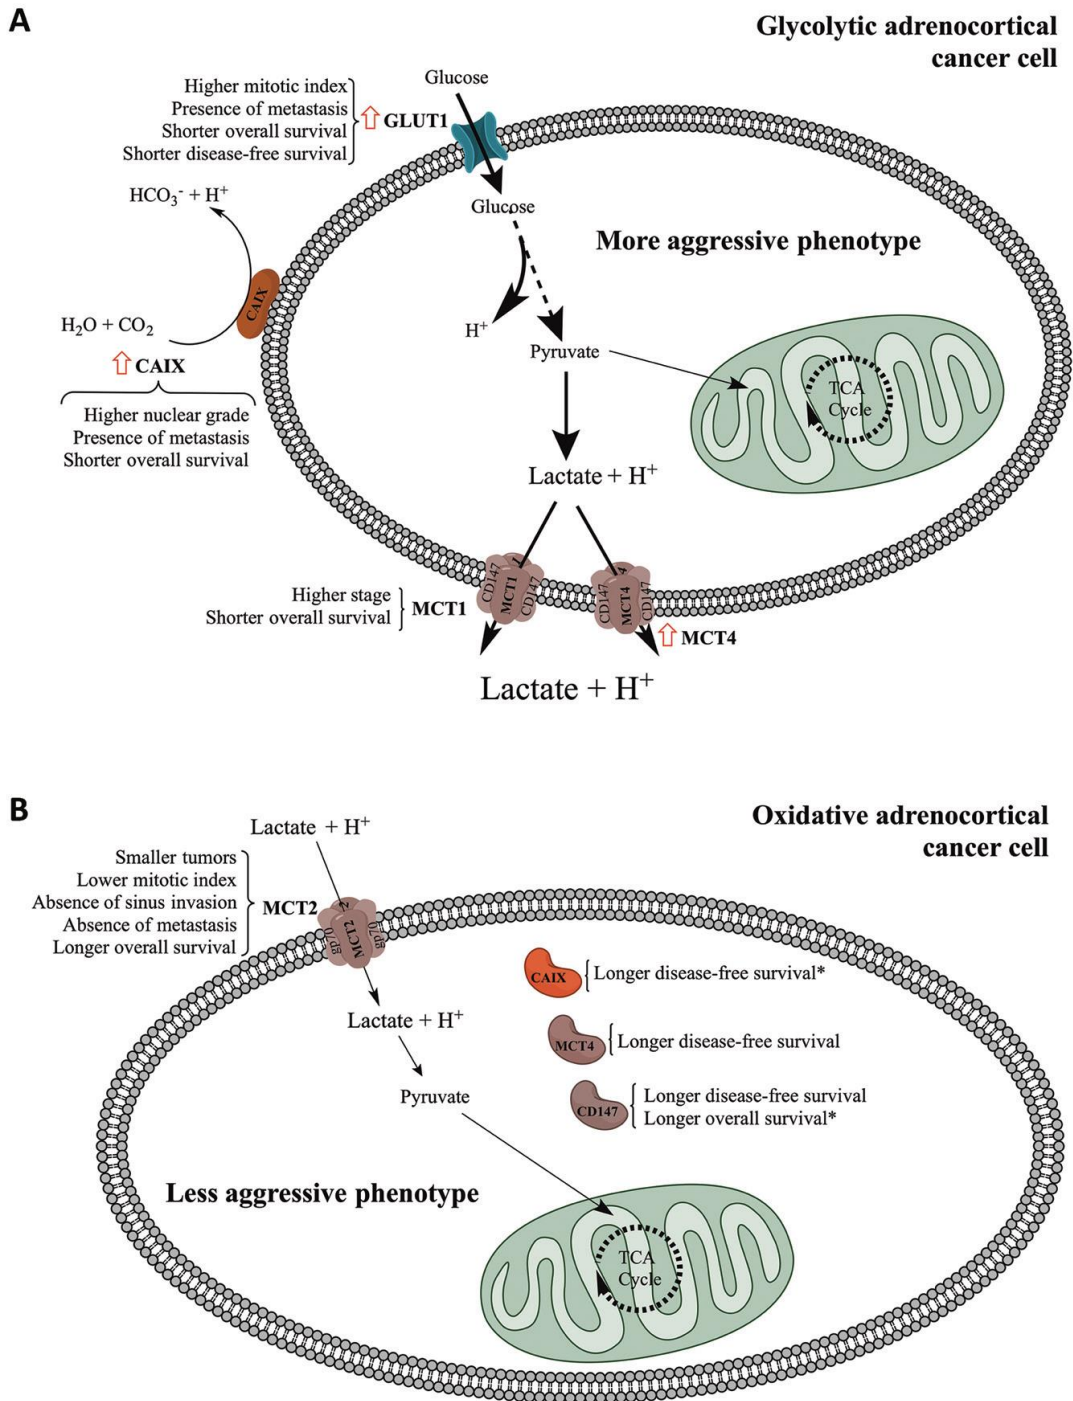 A
Glycolytic adrenocortical
cancer cell
Glucose
Higher mitotic index
Presence of metastasis
Shorter overall survival
Shorter disease-free survival
GLUT1
HCO₃⁻ + H⁺
Glucose
More aggressive phenotype
CAIX
H₂O + CO₂
H⁺
Pyruvate
CAIX
TCA
Cycle
Higher nuclear grade
Presence of metastasis
Shorter overall survival
Lactate + H⁺
1
CD147
MCT1
CD147
4
CD147
MCT4
CD147
Higher stage
Shorter overall survival
MCT1
MCT4
Lactate + H⁺
B
Oxidative adrenocortical
cancer cell
Lactate + H⁺
Smaller tumors
Lower mitotic index
Absence of sinus invasion
Absence of metastasis
Longer overall survival
MCT2
2
gp70
MCT2
gp70
CAIX
Longer disease-free survival*
Lactate + H⁺
MCT4
Longer disease-free survival
Pyruvate
CD147
Longer disease-free survival
Longer overall survival*
Less aggressive phenotype
TCA
Cycle